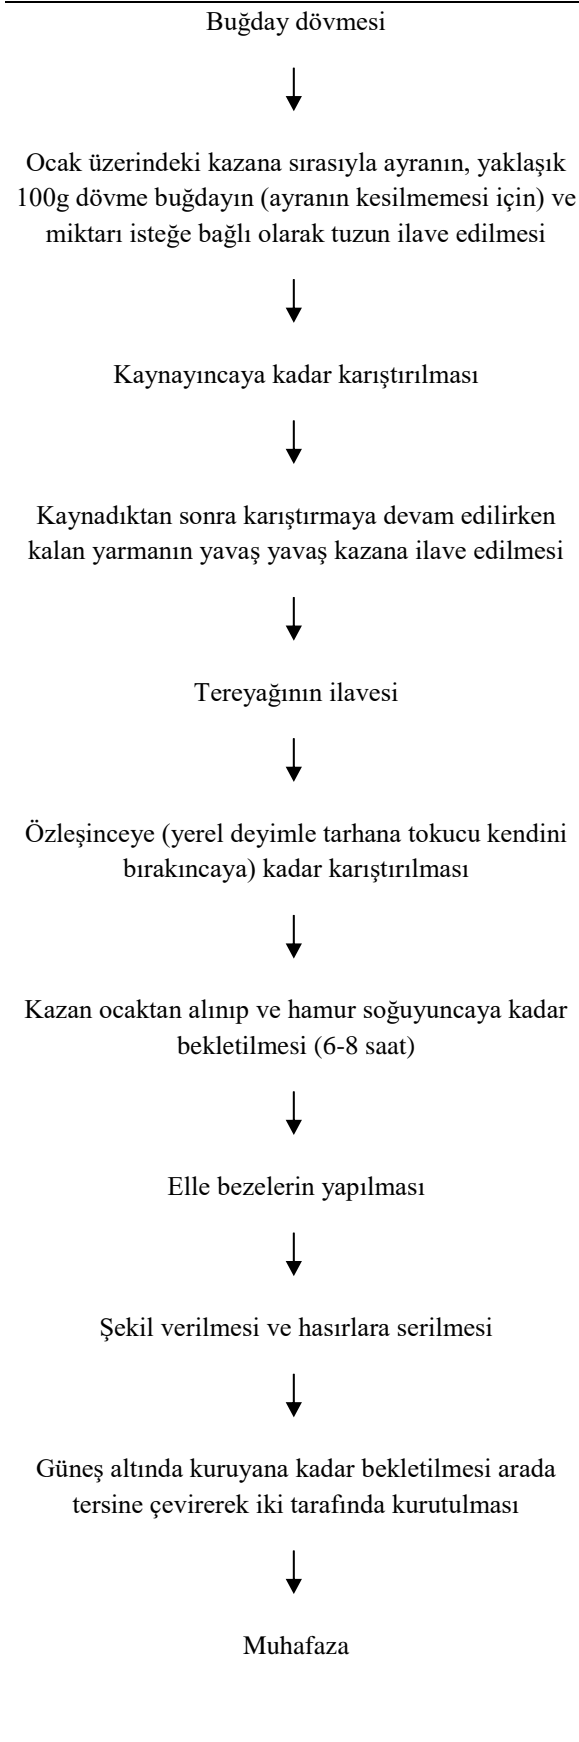 Buğday dövmesi
Ocak üzerindeki kazana sırasıyla ayranın, yaklaşık
100g dövme buğdayın (ayranın kesilmemesi için) ve
miktarı isteğe bağlı olarak tuzun ilave edilmesi
Kaynayıncaya kadar karıştırılması
Kaynadıktan sonra karıştırmaya devam edilirken
kalan yarmanın yavaş yavaş kazana ilave edilmesi
Tereyağının ilavesi
Özleşinceye (yerel deyimle tarhana tokucu kendini
bırakıncaya) kadar karıştırılması
Kazan ocaktan alınıp ve hamur soğuyuncaya kadar
bekletilmesi (6-8 saat)
Elle bezelerin yapılması
Şekil verilmesi ve hasırlara serilmesi
Güneş altında kuruyana kadar bekletilmesi arada
tersine çevirerek iki tarafında kurutulması
Muhafaza